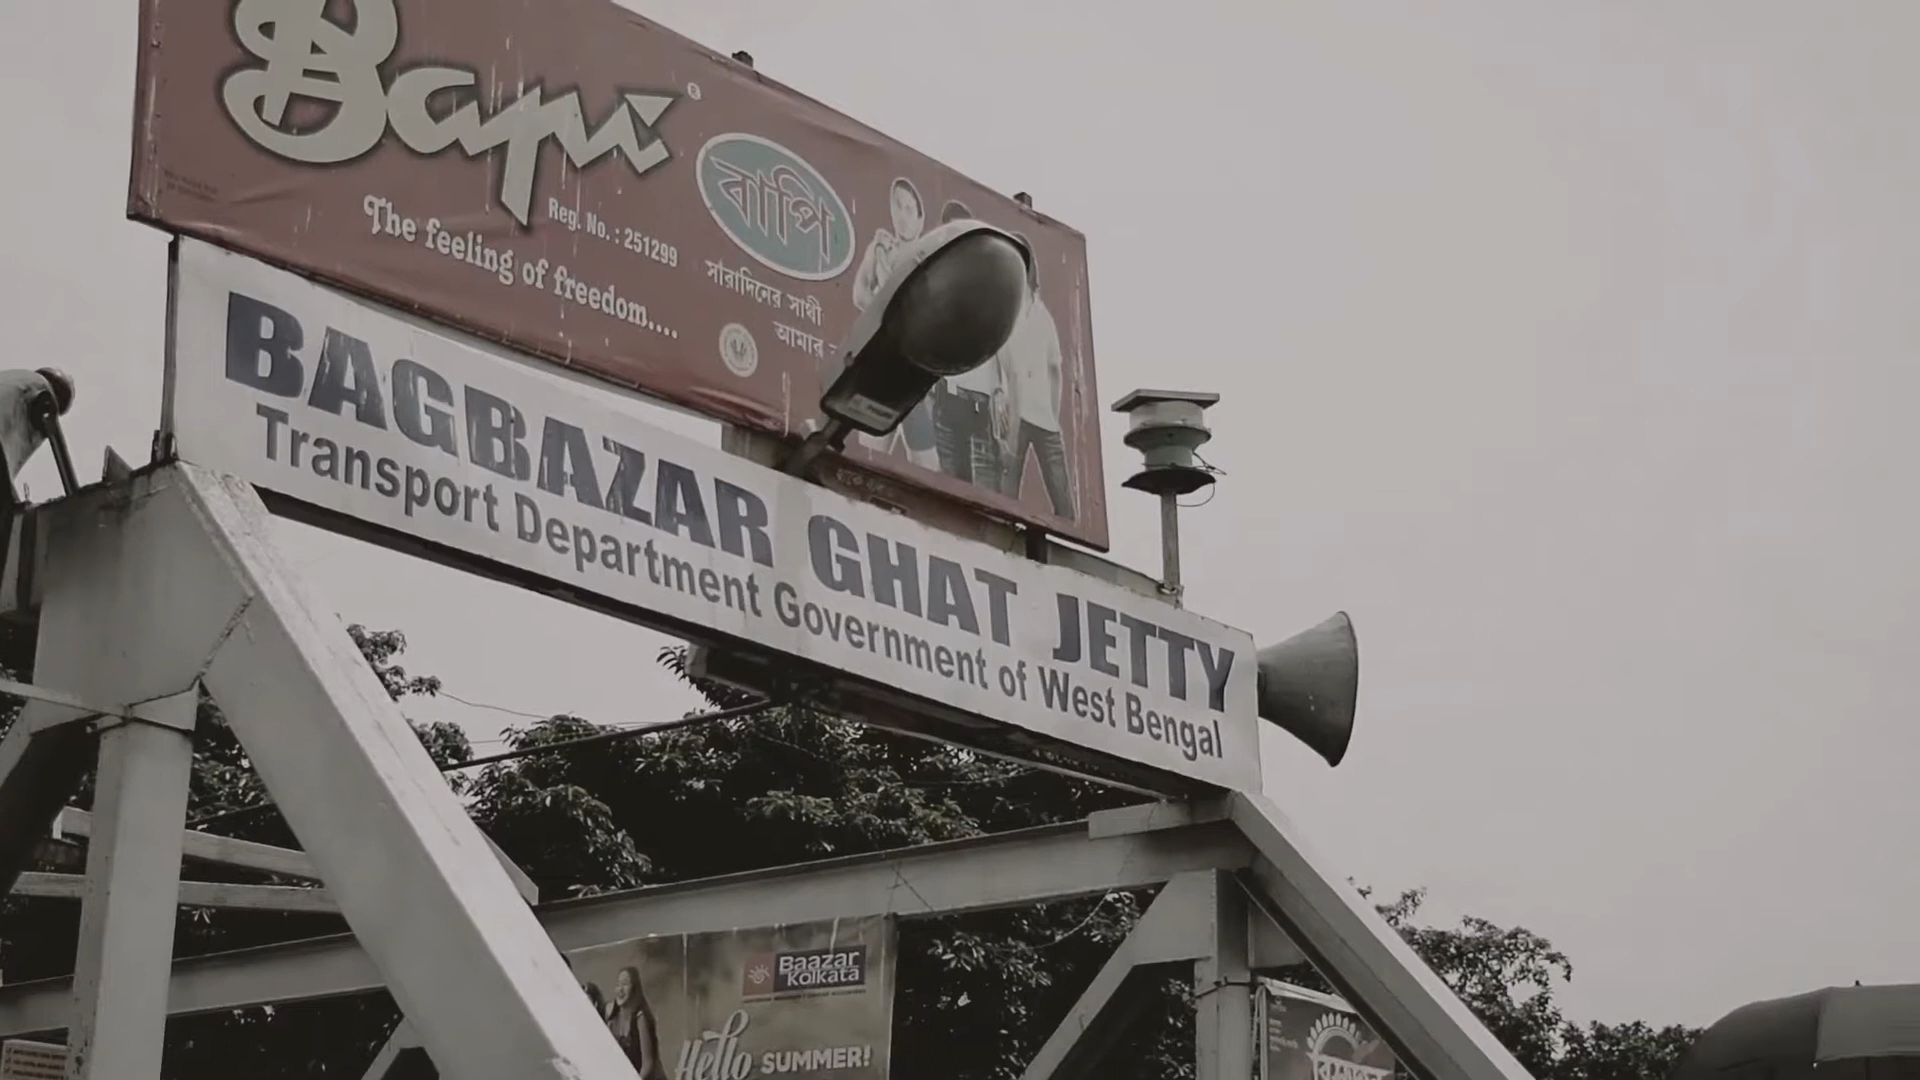 Bapi ®
বাপি
Reg. No. : 251299
The feeling of freedom....
সারাদিনের সাথী
আমার
BAGBAZAR GHAT JETTY
Transport Department Government of West Bengal
Baazar
Kolkata
Hello SUMMER!